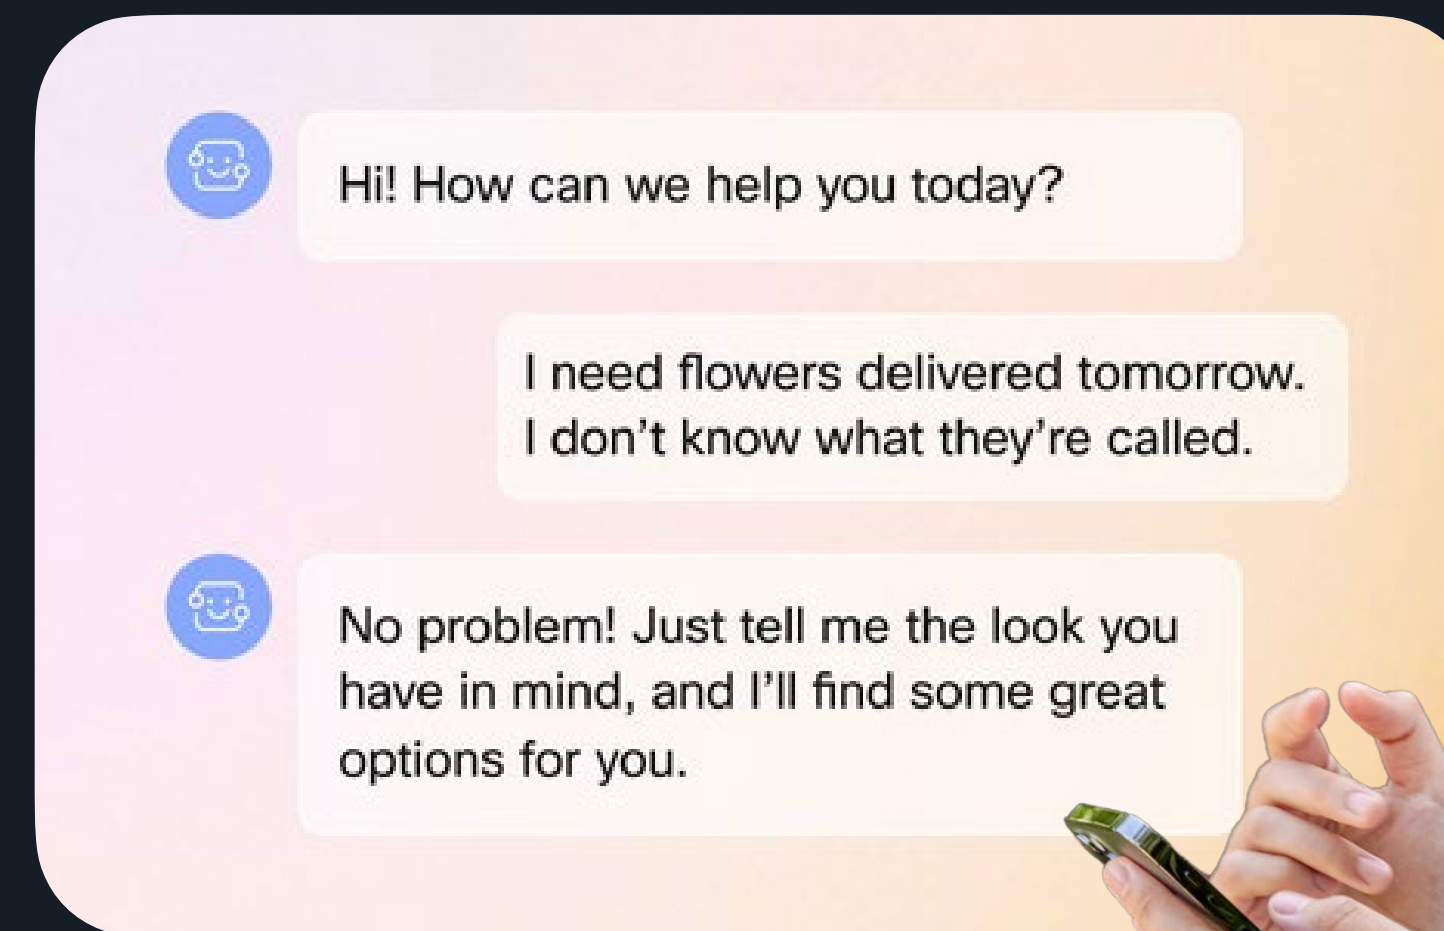 Hi! How can we help you today?
I need flowers delivered tomorrow.
I don’t know what they’re called.
No problem! Just tell me the look you
have in mind, and I’ll find some great
options for you.